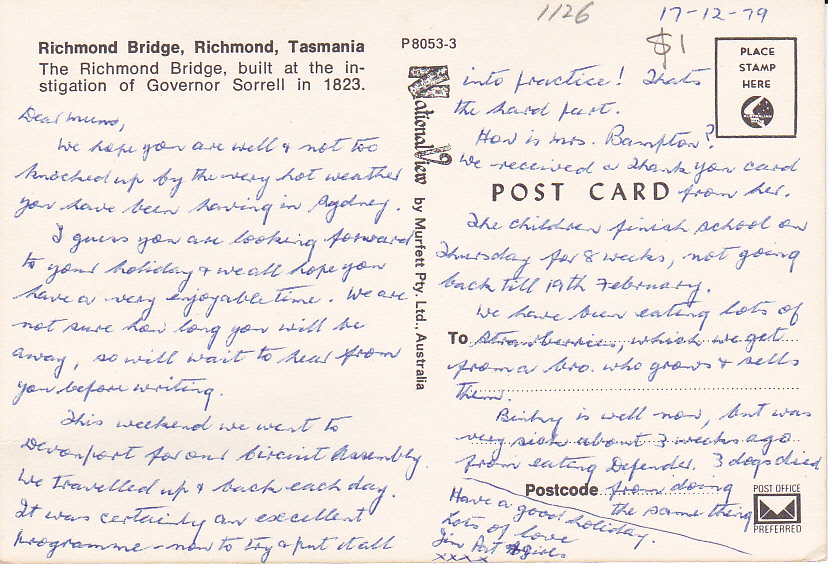 1126
17-12-79
$1
Richmond Bridge, Richmond, Tasmania
The Richmond Bridge, built at the in-
stigation of Governor Sorrell in 1823.
P8053-3
PLACE
STAMP
HERE
Dear Mums,
We hope you are well & not too
knocked up by the very hot weather
you have been having in Sydney.
I guess you are looking forward
to your holiday & we all hope you
have a very enjoyable time. We are
not sure how long you will be
away, so will wait to hear from
you before writing.
This weekend we went to
Devonport for our Circuit Assembly.
We travelled up & back each day.
It was certainly an excellent
programme - now to try & put it all
National View by Murfett Pty. Ltd., Australia
into practice! Thats
the hard part.
How is Mrs. Bampton?
We received a thank you card
POST CARD
from her.
The children finish school on
Thursday for 8 weeks, not going
back till 19th February.
We have been eating lots of
To
strawberries, which we get
from a bro. who grows & sells
them.
Binky is well now, but was
very sick about 3 weeks ago
from eating Defender. 3 dogs died
Postcode
from doing
the same thing
Have a good holiday.
Lots of love
Jim Pat & girls
xxxx
POST OFFICE
PREFERRED